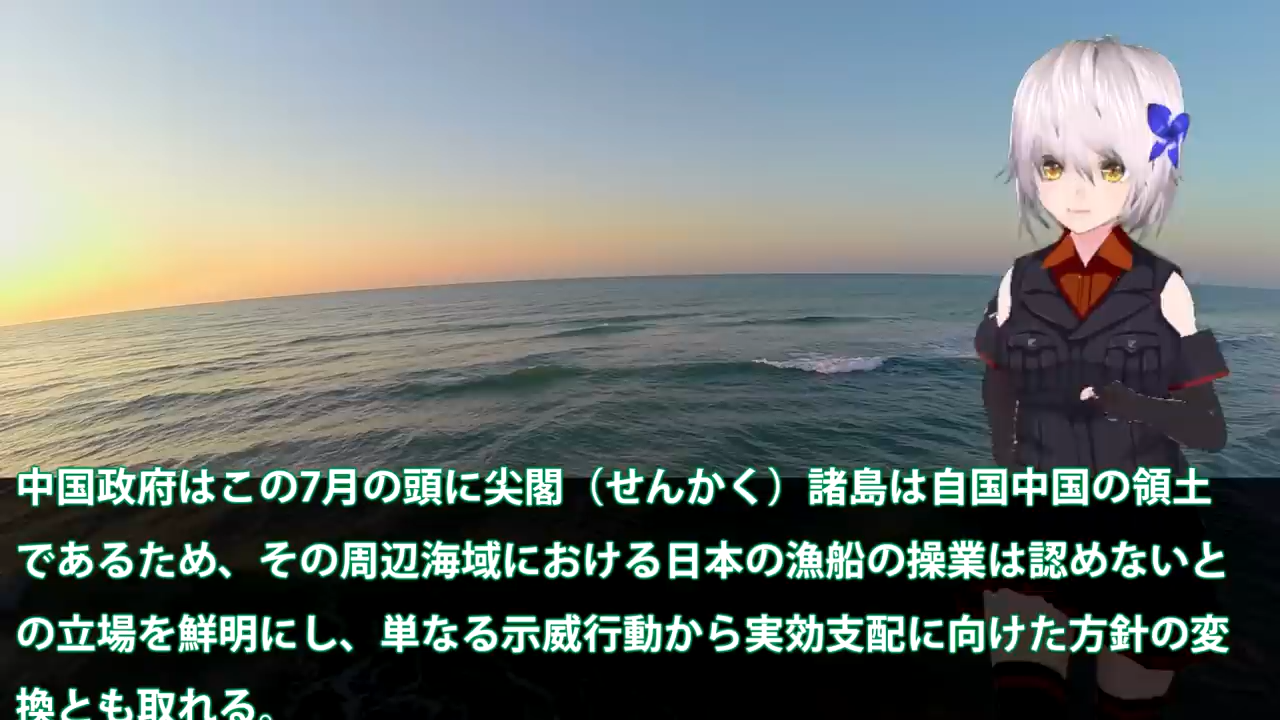 中国政府はこの7月の頭に尖閣（せんかく）諸島は自国中国の領土
であるため、その周辺海域における日本の漁船の操業は認めないと
の立場を鮮明にし、単なる示威行動から実効支配に向けた方針の変
換とも取れる。